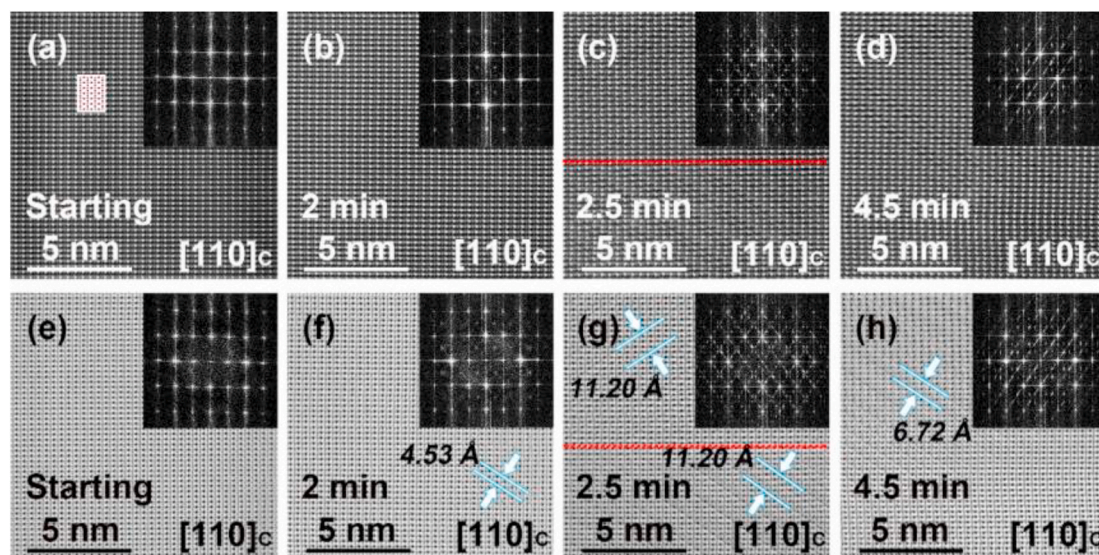 (a)
Starting
5 nm
[110]C
(b)
2 min
5 nm
[110]C
(c)
2.5 min
5 nm
[110]C
(d)
4.5 min
5 nm
[110]C
(e)
Starting
5 nm
[110]C
(f)
4.53 Å
2 min
5 nm
[110]C
(g)
11.20 Å
11.20 Å
2.5 min
5 nm
[110]C
(h)
6.72 Å
4.5 min
5 nm
[110]C